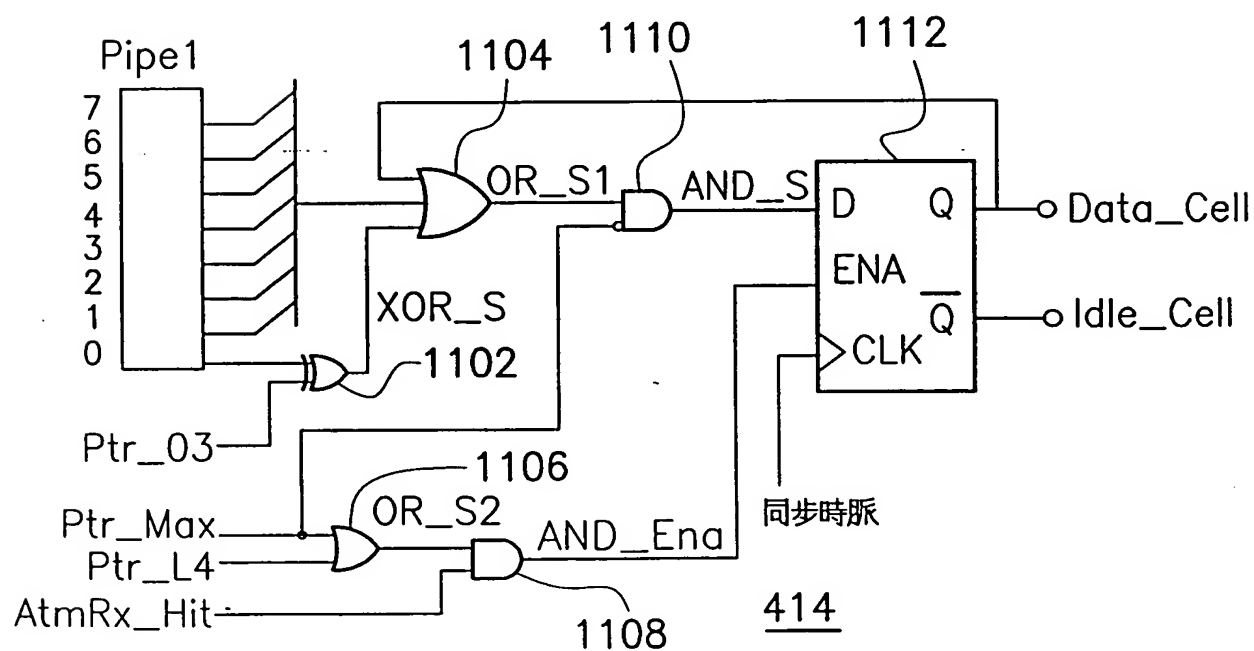 1110
1112
1104
Pipe1
7
6
5
4
3
2
1
0
OR_S1
AND_S
D
Q
Data_Cell
ENA
XOR_S
Q
Idle_Cell
CLK
1102
Ptr_03
1106
同步時脈
OR_S2
Ptr_Max
AND_Ena
Ptr_L4
AtmRx_Hit
1108
414